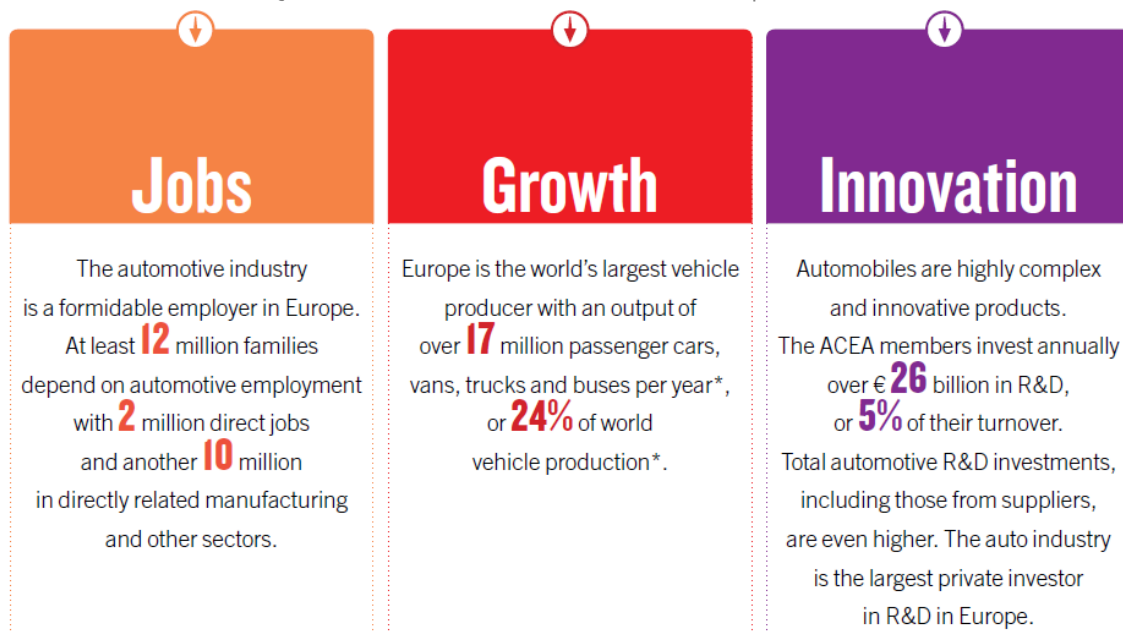 Jobs
The automotive industry
is a formidable employer in Europe.
At least 12 million families
depend on automotive employment
with 2 million direct jobs
and another 10 million
in directly related manufacturing
and other sectors.
Growth
Europe is the world's largest vehicle
producer with an output of
over 17 million passenger cars,
vans, trucks and buses per year*,
or 24% of world
vehicle production*.
Innovation
Automobiles are highly complex
and innovative products.
The ACEA members invest annually
over € 26 billion in R&D,
or 5% of their turnover.
Total automotive R&D investments,
including those from suppliers,
are even higher. The auto industry
is the largest private investor
in R&D in Europe.